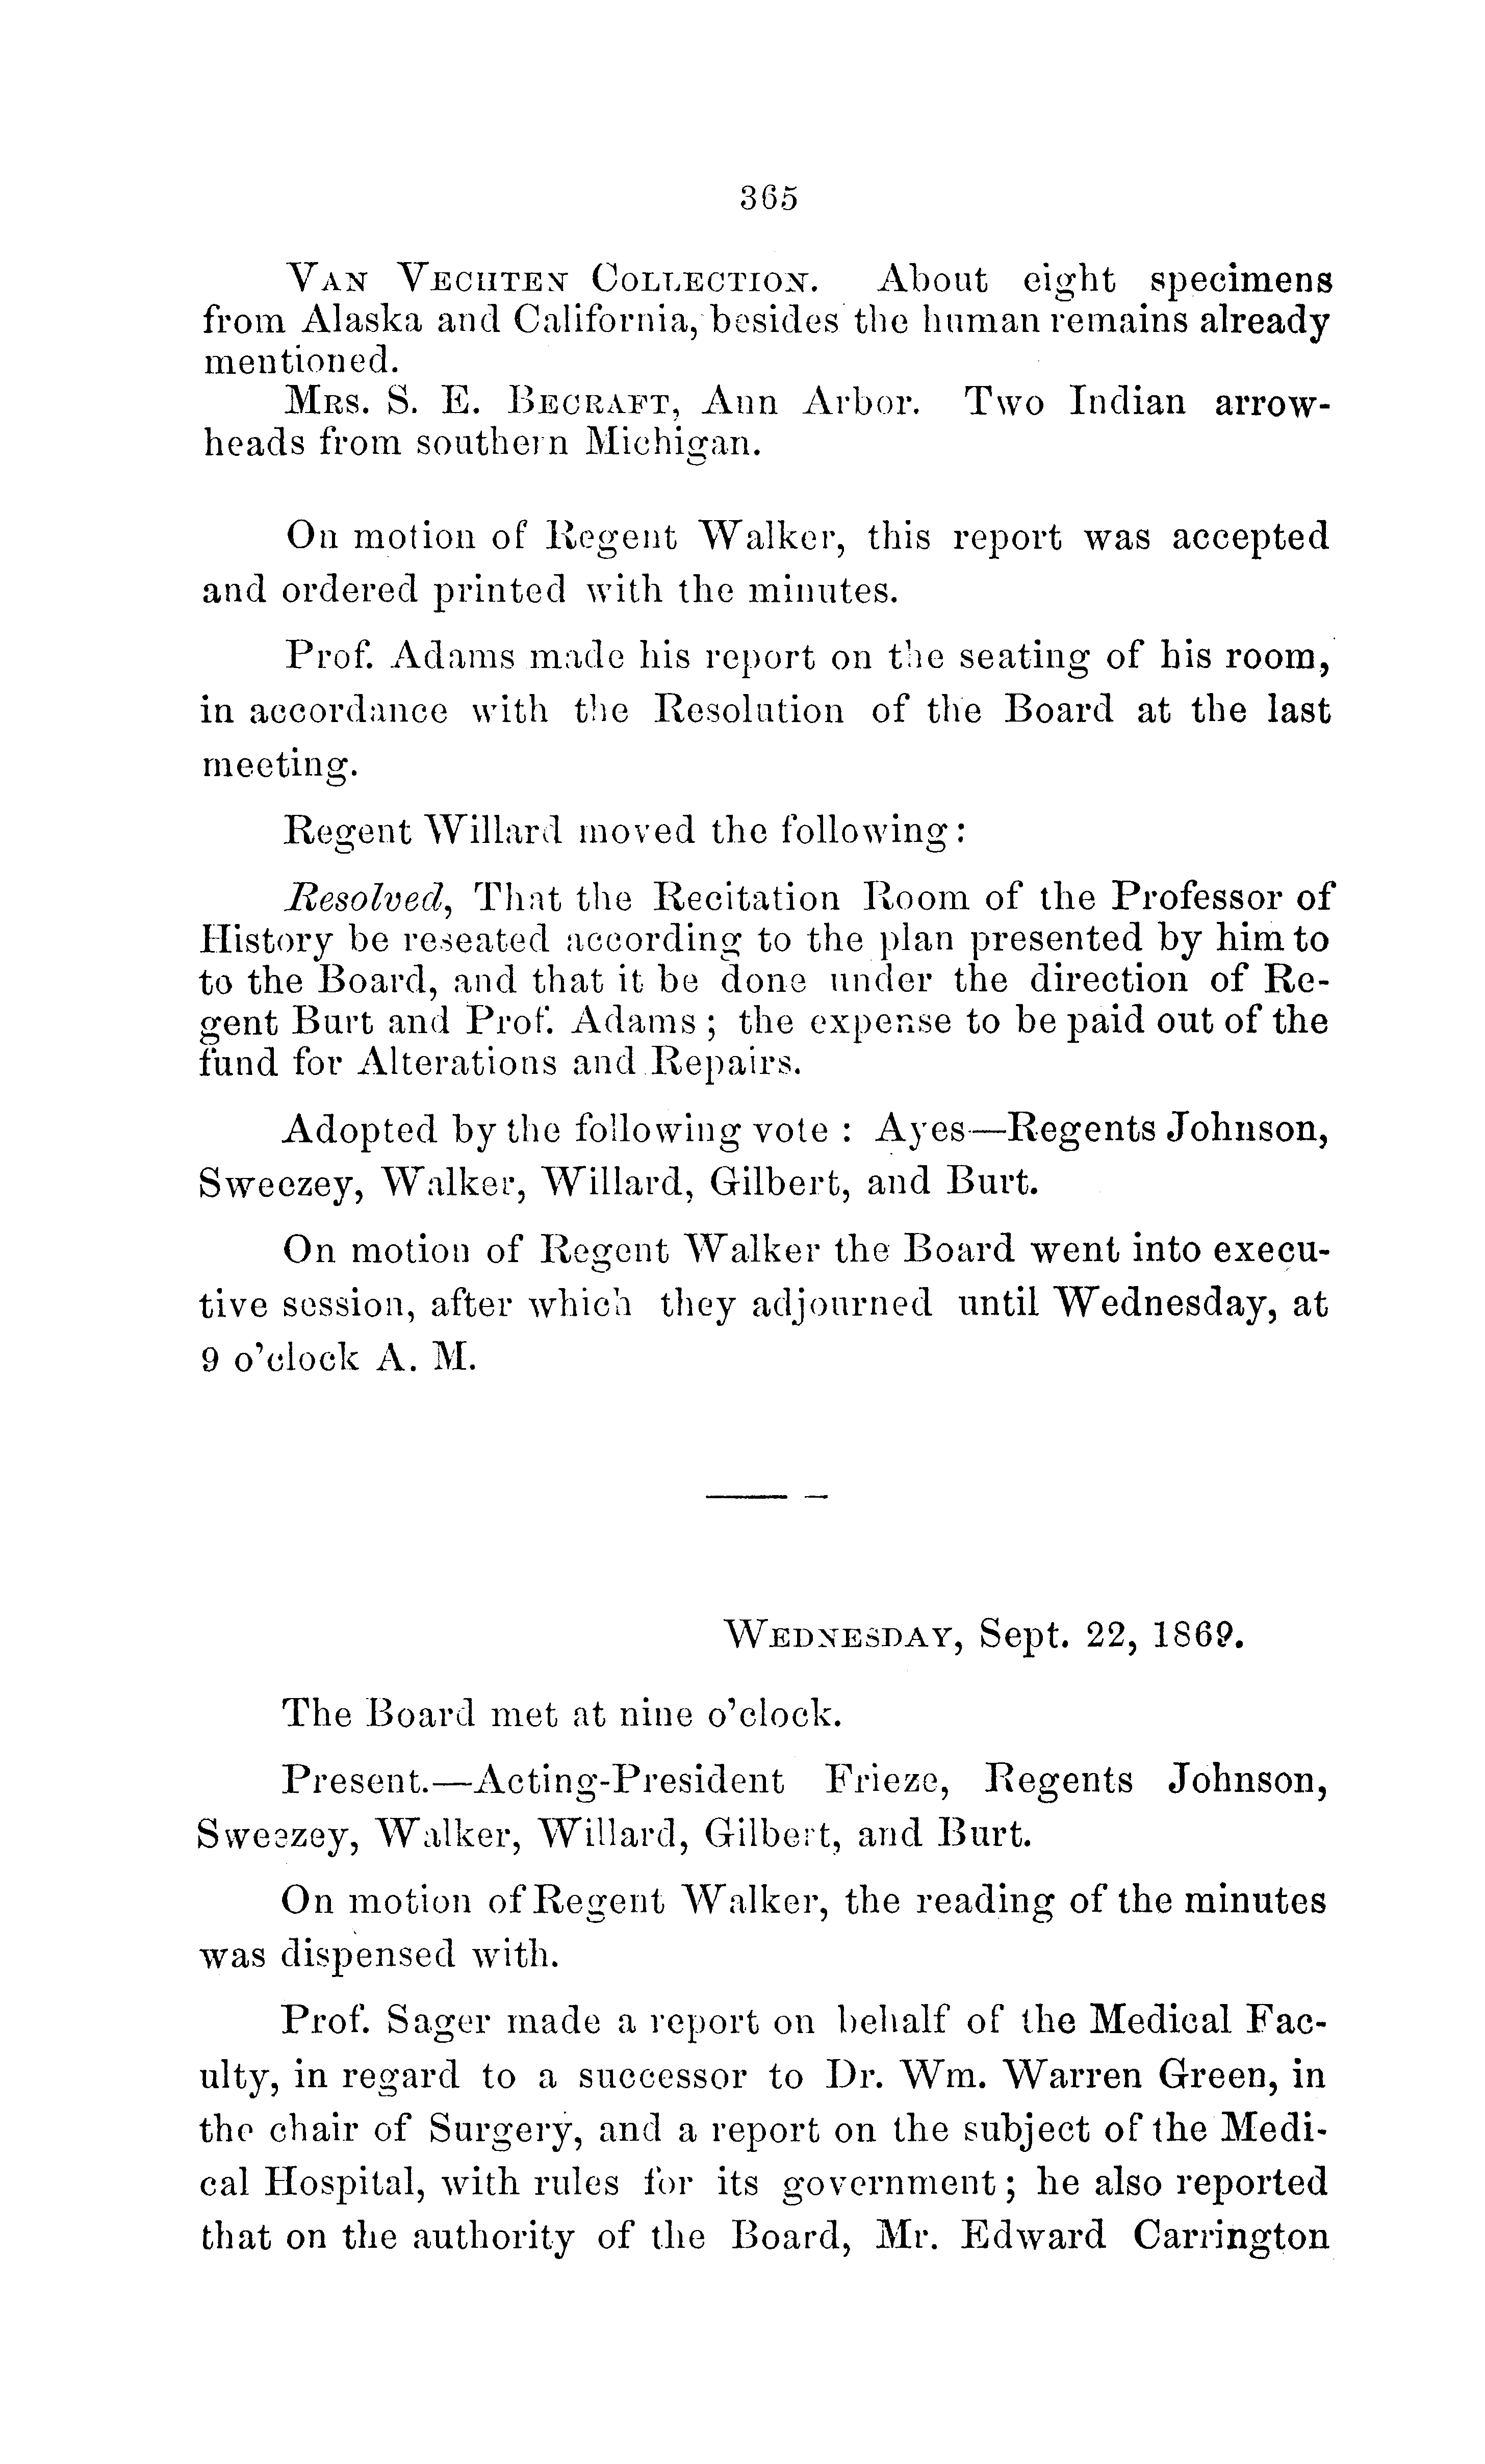 365
VAN VECHTEN COLLECTION. About eight specimens
from Alaska and California, besides the human remains already
mentioned.
MRS. S. E. BECRAFT, Ann Arbor. Two Indian arrow-
heads from southern Michigan.
On motion of Regent Walker, this report was accepted
and ordered printed with the minutes.
Prof. Adams made his report on the seating of his room,
in accordance with the Resolution of the Board at the last
meeting.
Regent Willard moved the following:
Resolved, That the Recitation Room of the Professor of
History be reseated according to the plan presented by him to
to the Board, and that it be done under the direction of Re-
gent Burt and Prof. Adams; the expense to be paid out of the
fund for Alterations and Repairs.
Adopted by the following vote : Ayes—Regents Johnson,
Sweezey, Walker, Willard, Gilbert, and Burt.
On motion of Regent Walker the Board went into execu-
tive session, after which they adjourned until Wednesday, at
9 o'clock A. M.
WEDNESDAY, Sept. 22, 1869.
The Board met at nine o'clock.
Present.—Acting-President Frieze, Regents Johnson,
Sweezey, Walker, Willard, Gilbert, and Burt.
On motion of Regent Walker, the reading of the minutes
was dispensed with.
Prof. Sager made a report on behalf of the Medical Fac-
ulty, in regard to a successor to Dr. Wm. Warren Green, in
the chair of Surgery, and a report on the subject of the Medi-
cal Hospital, with rules for its government; he also reported
that on the authority of the Board, Mr. Edward Carrington